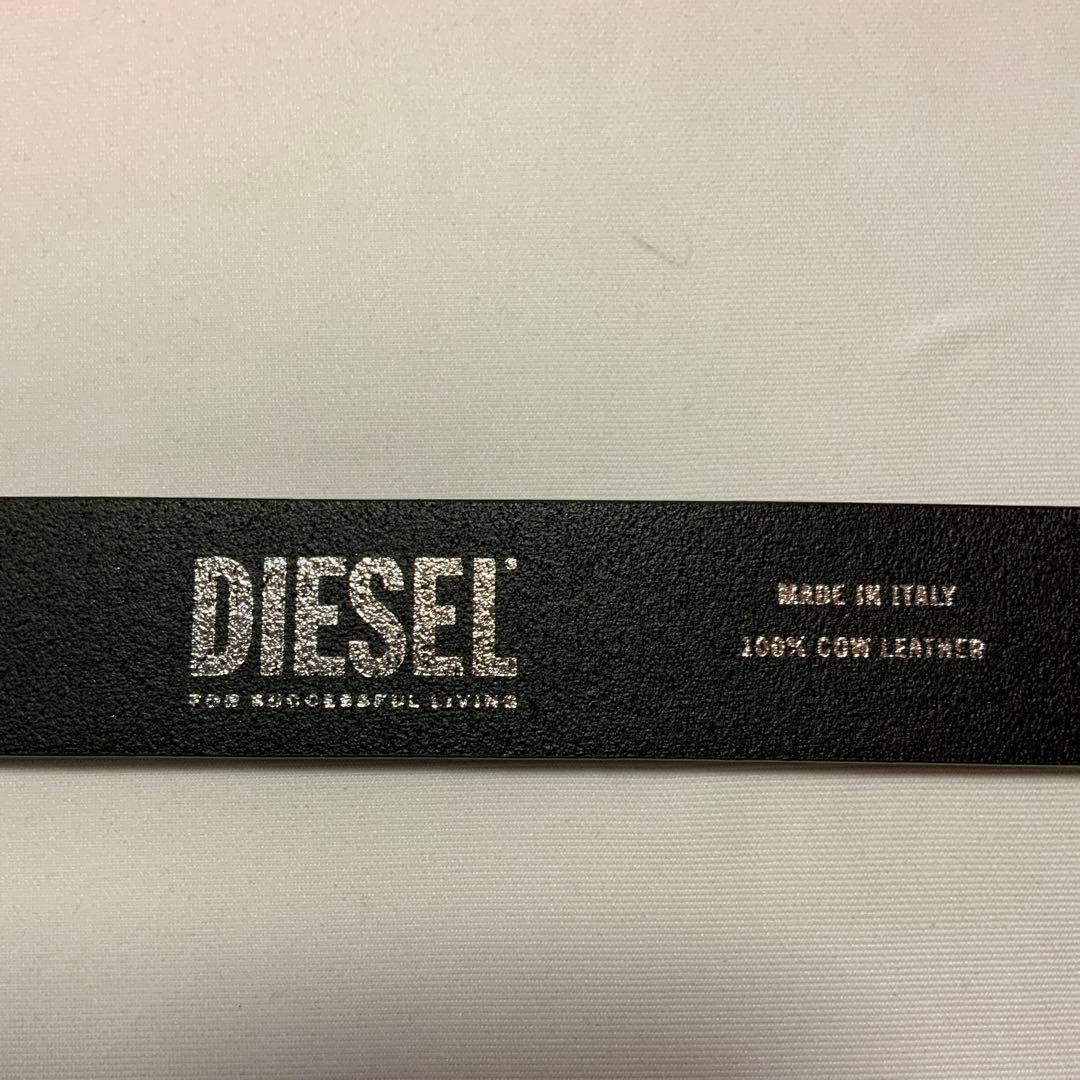 DIESEL
FOR SUCCESSFUL LIVING
MADE IN ITALY
100% COW LEATHER